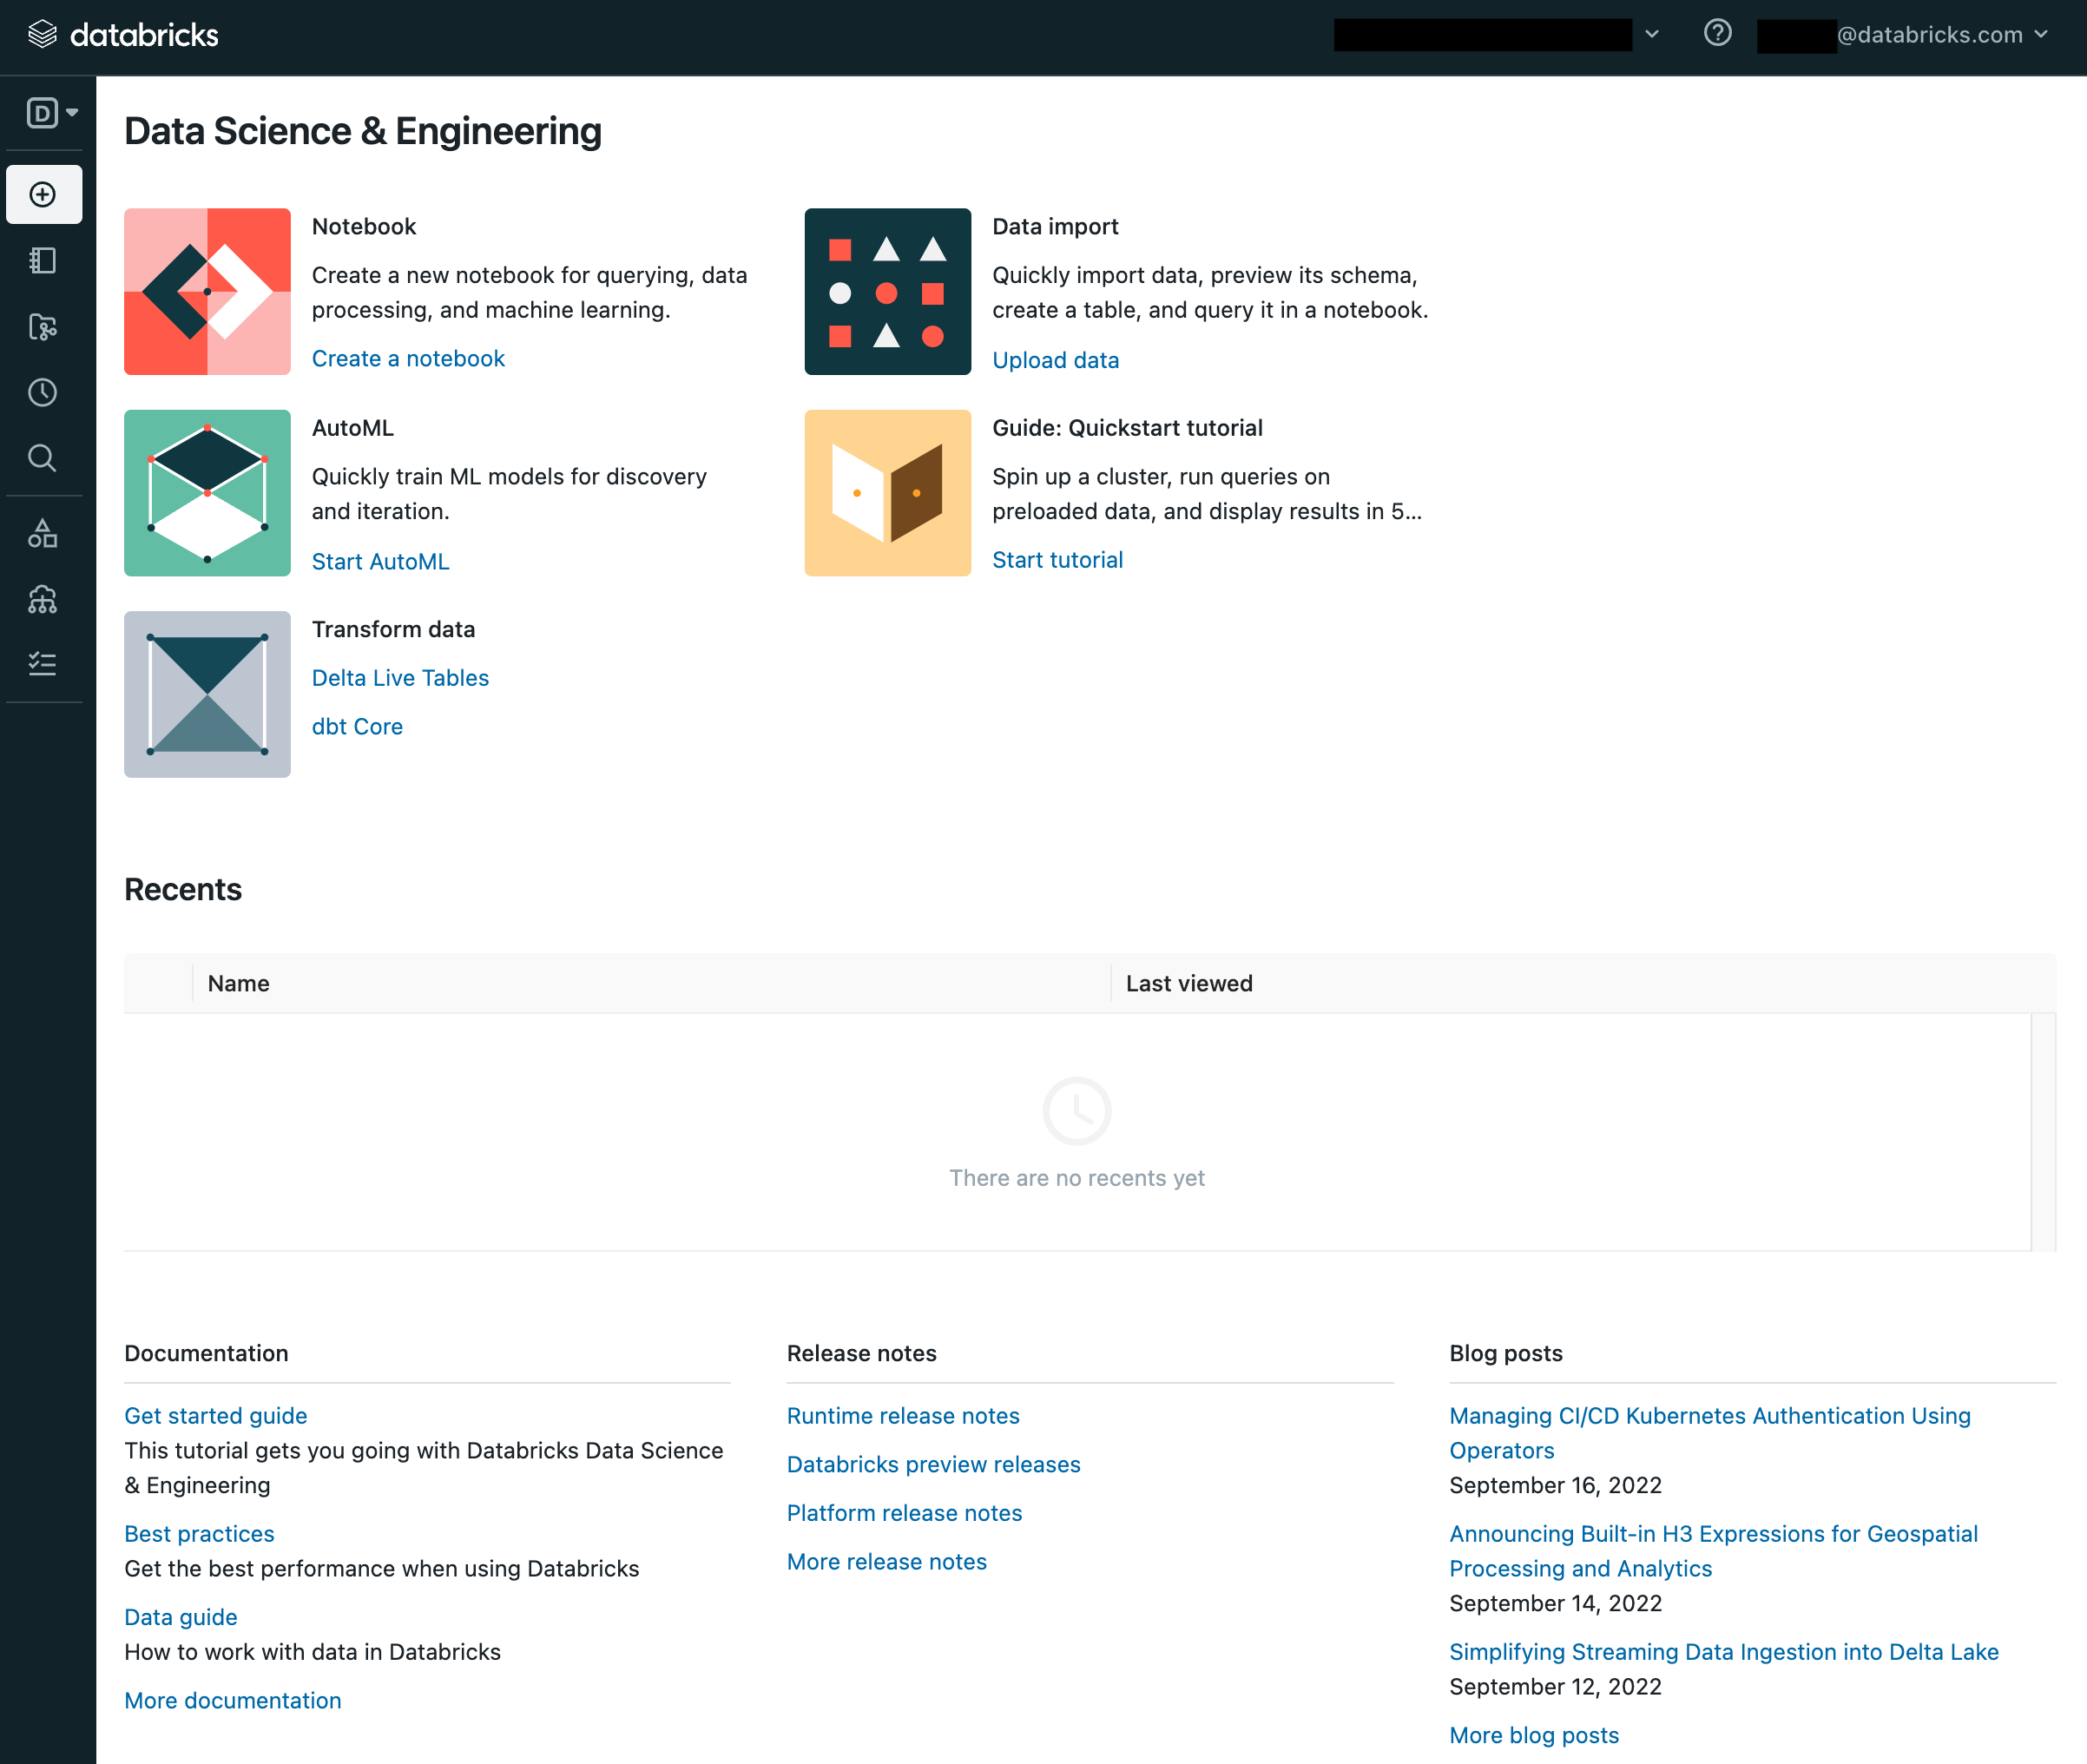 databricks
@databricks.com
D
Data Science & Engineering
Notebook
Create a new notebook for querying, data
processing, and machine learning.
Create a notebook
Data import
Quickly import data, preview its schema,
create a table, and query it in a notebook.
Upload data
AutoML
Quickly train ML models for discovery
and iteration.
Start AutoML
Guide: Quickstart tutorial
Spin up a cluster, run queries on
preloaded data, and display results in 5...
Start tutorial
Transform data
Delta Live Tables
dbt Core
Recents
Name
Last viewed
There are no recents yet
Documentation
Get started guide
This tutorial gets you going with Databricks Data Science
& Engineering
Best practices
Get the best performance when using Databricks
Data guide
How to work with data in Databricks
More documentation
Release notes
Runtime release notes
Databricks preview releases
Platform release notes
More release notes
Blog posts
Managing CI/CD Kubernetes Authentication Using
Operators
September 16, 2022
Announcing Built-in H3 Expressions for Geospatial
Processing and Analytics
September 14, 2022
Simplifying Streaming Data Ingestion into Delta Lake
September 12, 2022
More blog posts